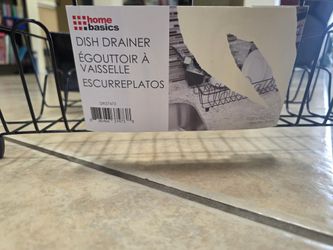 home
basics
DISH DRAINER
ÉGOUTTOIR À
VAISSELLE
ESCURREPLATOS